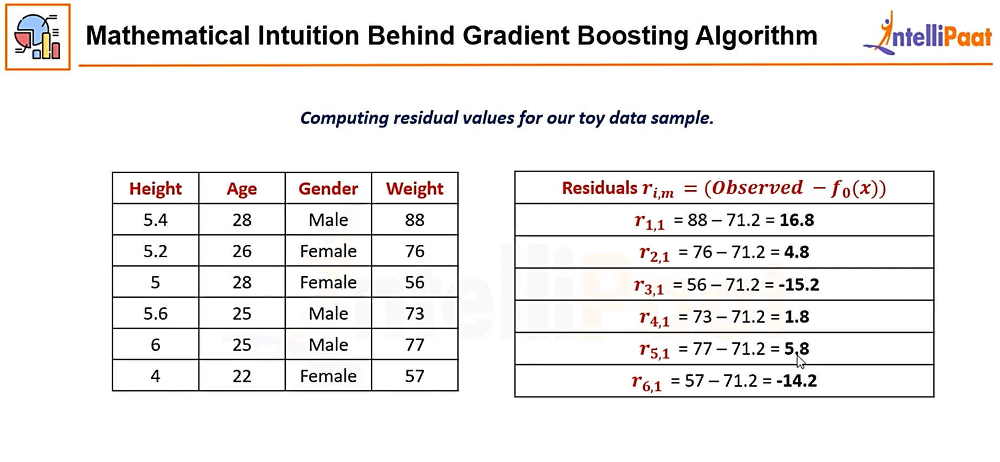 Mathematical Intuition Behind Gradient Boosting Algorithm
IntelliPaat
Computing residual values for our toy data sample.
Height Age Gender Weight
5.4 28 Male 88
5.2 26 Female 76
5 28 Female 56
5.6 25 Male 73
6 25 Male 77
4 22 Female 57
Residuals r_{i,m} = (Observed − f_0(x))
r_{1,1} = 88 – 71.2 = 16.8
r_{2,1} = 76 – 71.2 = 4.8
r_{3,1} = 56 – 71.2 = -15.2
r_{4,1} = 73 – 71.2 = 1.8
r_{5,1} = 77 – 71.2 = 5.8
r_{6,1} = 57 – 71.2 = -14.2
IntelliPaat